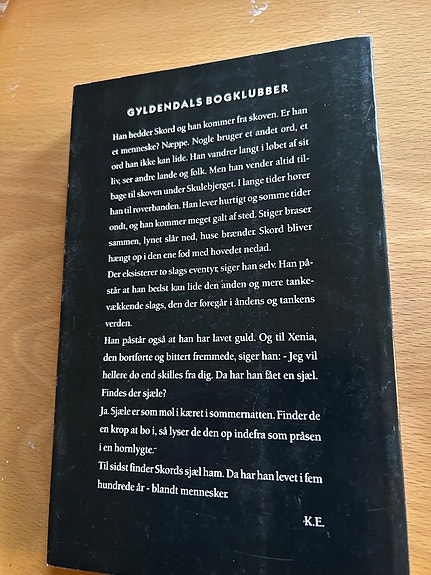 GYLDENDALS BOGKLUBBER
Han hedder Skord og han kommer fra skoven. Er han
et menneske? Næppe. Nogle bruger et andet ord, et
ord han ikke kan lide. Han vandrer langt i løbet af sit
liv, ser andre lande og folk. Men han vender altid til-
bage til skoven under Skulebjerget. I lange tider hører
han til røverbanden. Han lever hurtigt og somme tider
ondt, og han kommer meget galt af sted. Stiger braser
sammen, lynet slår ned, huse brænder. Skord bliver
hængt op i den ene fod med hovedet nedad.
Der eksisterer to slags eventyr, siger han selv. Han på-
står at han bedst kan lide den anden og mere tanke-
vækkende slags, den der foregår i åndens og tankens
verden.
Han påstår også at han har lavet guld. Og til Xenia,
den bortførte og bittert fremmede, siger han: - Jeg vil
hellere dø end skilles fra dig. Da har han fået en sjæl.
Findes der sjæle?
Ja. Sjæle er som møl i kæret i sommernatten. Finder de
en krop at bo i, så lyser de den op indefra som pråsen
i en hornlygte.-
Til sidst finder Skords sjæl ham. Da har han levet i fem
hundrede år - blandt mennesker.
-K.E.